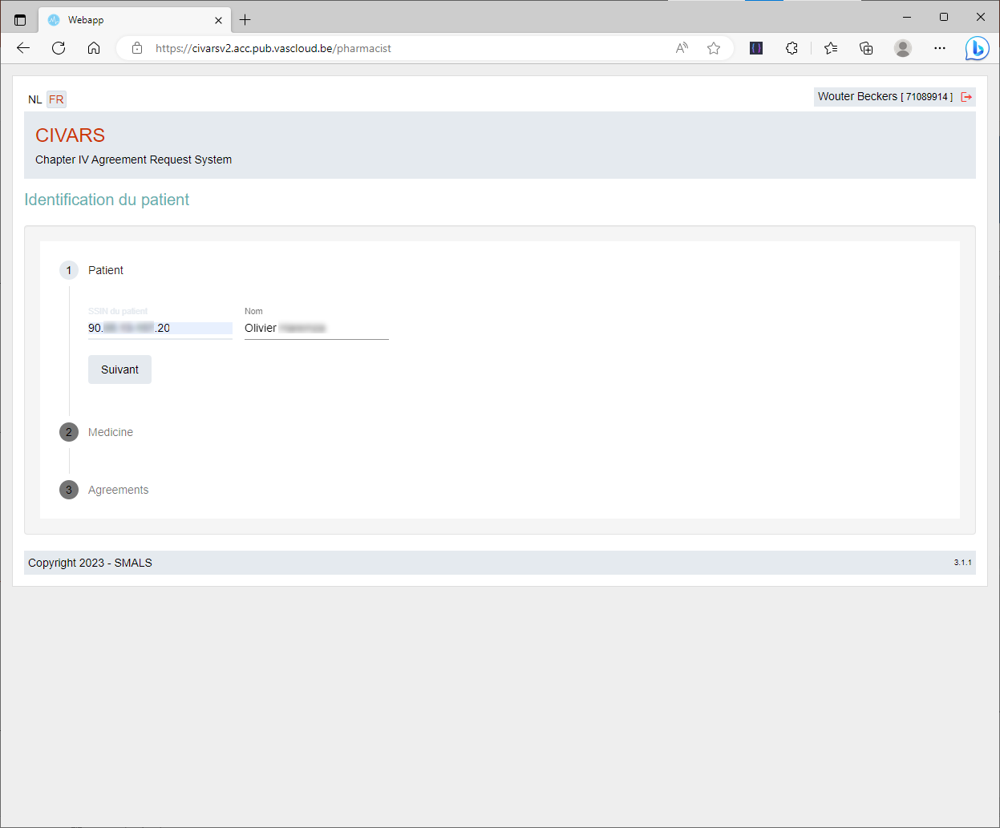 Webapp
https://civarsv2.acc.pub.vascloud.be/pharmacist
NL FR
Wouter Beckers [ 71089914 ]
CIVARS
Chapter IV Agreement Request System
Identification du patient
1 Patient
SSIN du patient
Nom
90. .20
Olivier
Suivant
2 Medicine
3 Agreements
Copyright 2023 - SMALS
3.1.1